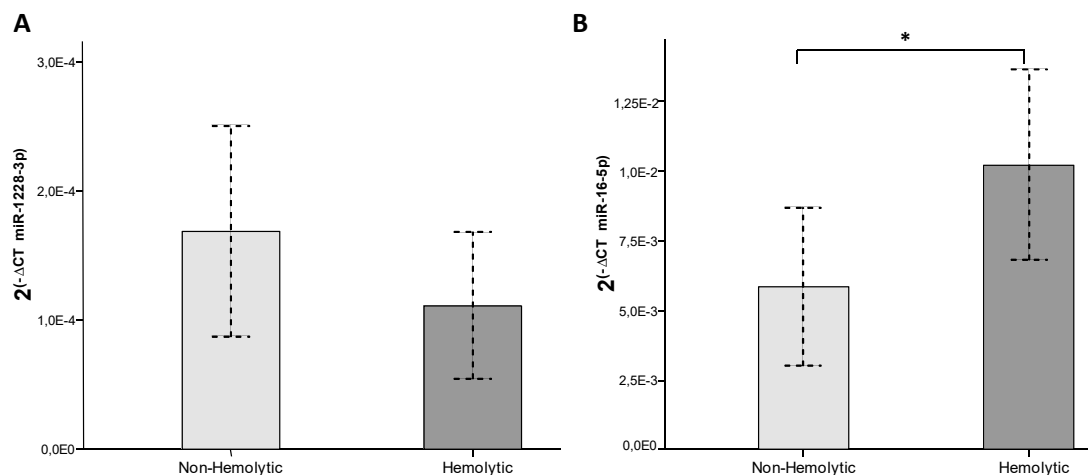 A
3,0E-4
2,0E-4
1,0E-4
0,0E0
2(-ΔCT miR-1228-3p)
Non-Hemolytic
Hemolytic
B
*
1,25E-2
1,0E-2
7,5E-3
5,0E-3
2,5E-3
0,0E0
2(-ΔCT miR-16-5p)
Non-Hemolytic
Hemolytic